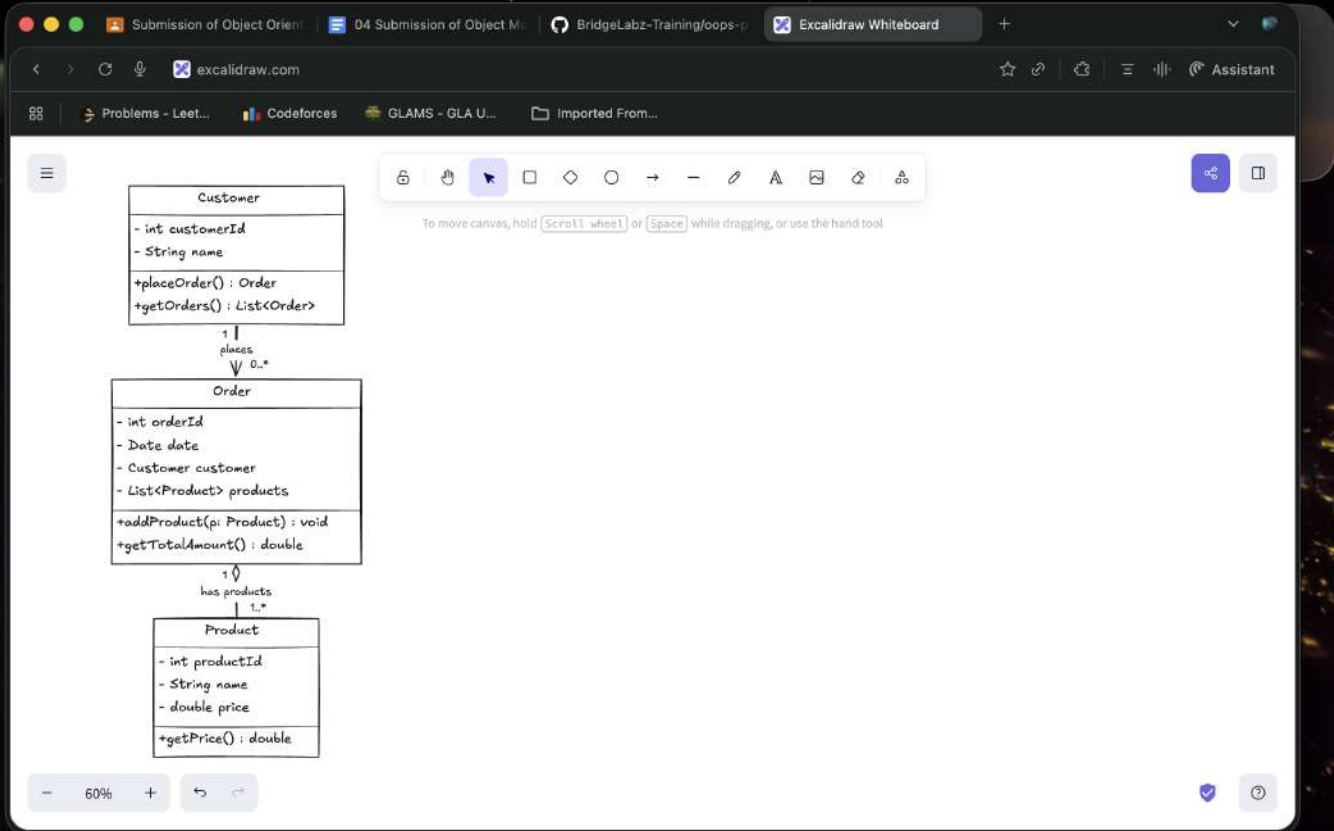 Submission of Object Orient
04 Submission of Object Mo
BridgeLabz-Training/oops-p
Excalidraw Whiteboard
excalidraw.com
Assistant
Problems - Leet...
Codeforces
GLAMS - GLA U...
Imported From...
To move canvas, hold Scroll wheel or Space while dragging, or use the hand tool
Customer
- int customerId
- String name
+placeOrder() : Order
+getOrders() : List<Order>
1
places
0..*
Order
- int orderId
- Date date
- Customer customer
- List<Product> products
+addProduct(p: Product) : void
+getTotalAmount() : double
1
has products
1..*
Product
- int productId
- String name
- double price
+getPrice() : double
60%